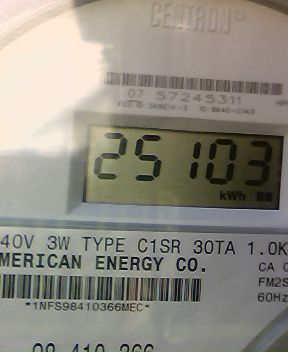 CENTRON®
07 57245311
25103
kWh
40V 3W TYPE C1SR 30TA 1.0K
MERICAN ENERGY CO.
CA 0
FM2S
*1NFS98410366MEC*
60Hz